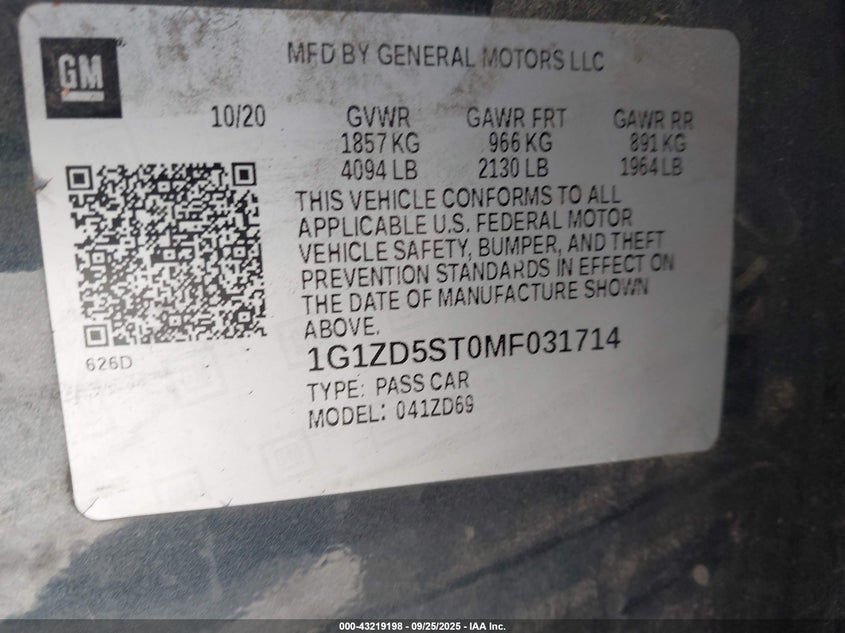 GM
MFD BY GENERAL MOTORS LLC
10/20 GVWR GAWR FRT GAWR RR
1857 KG 966 KG 891 KG
4094 LB 2130 LB 1964 LB
THIS VEHICLE CONFORMS TO ALL
APPLICABLE U.S. FEDERAL MOTOR
VEHICLE SAFETY, BUMPER, AND THEFT
PREVENTION STANDARDS IN EFFECT ON
THE DATE OF MANUFACTURE SHOWN
ABOVE.
626D
1G1ZD5ST0MF031714
TYPE: PASS CAR
MODEL: 041ZD69
000-43219198 - 09/25/2025 - IAA Inc.